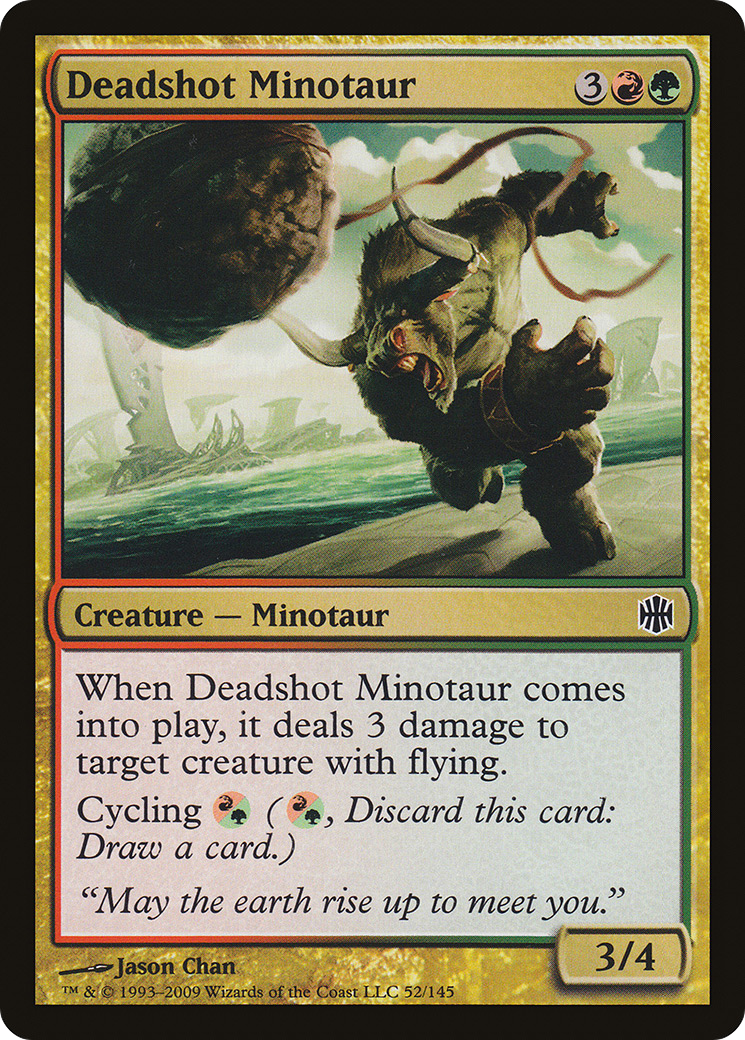 Deadshot Minotaur 3
Creature — Minotaur
When Deadshot Minotaur comes
into play, it deals 3 damage to
target creature with flying.
Cycling ( , Discard this card:
Draw a card.)
“May the earth rise up to meet you.”
3/4
Jason Chan
™ & © 1993–2009 Wizards of the Coast LLC 52/145